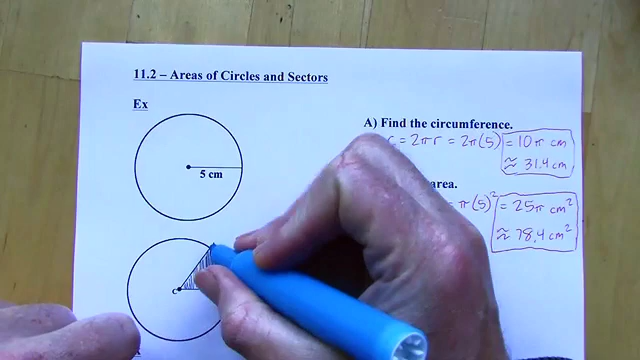 11.2 – Areas of Circles and Sectors
Ex
A) Find the circumference.
C = 2πr = 2π(5) = 10π cm
≈ 31.4 cm
5 cm
area.
= π(5)² = 25π cm²
≈ 78.4 cm²
C